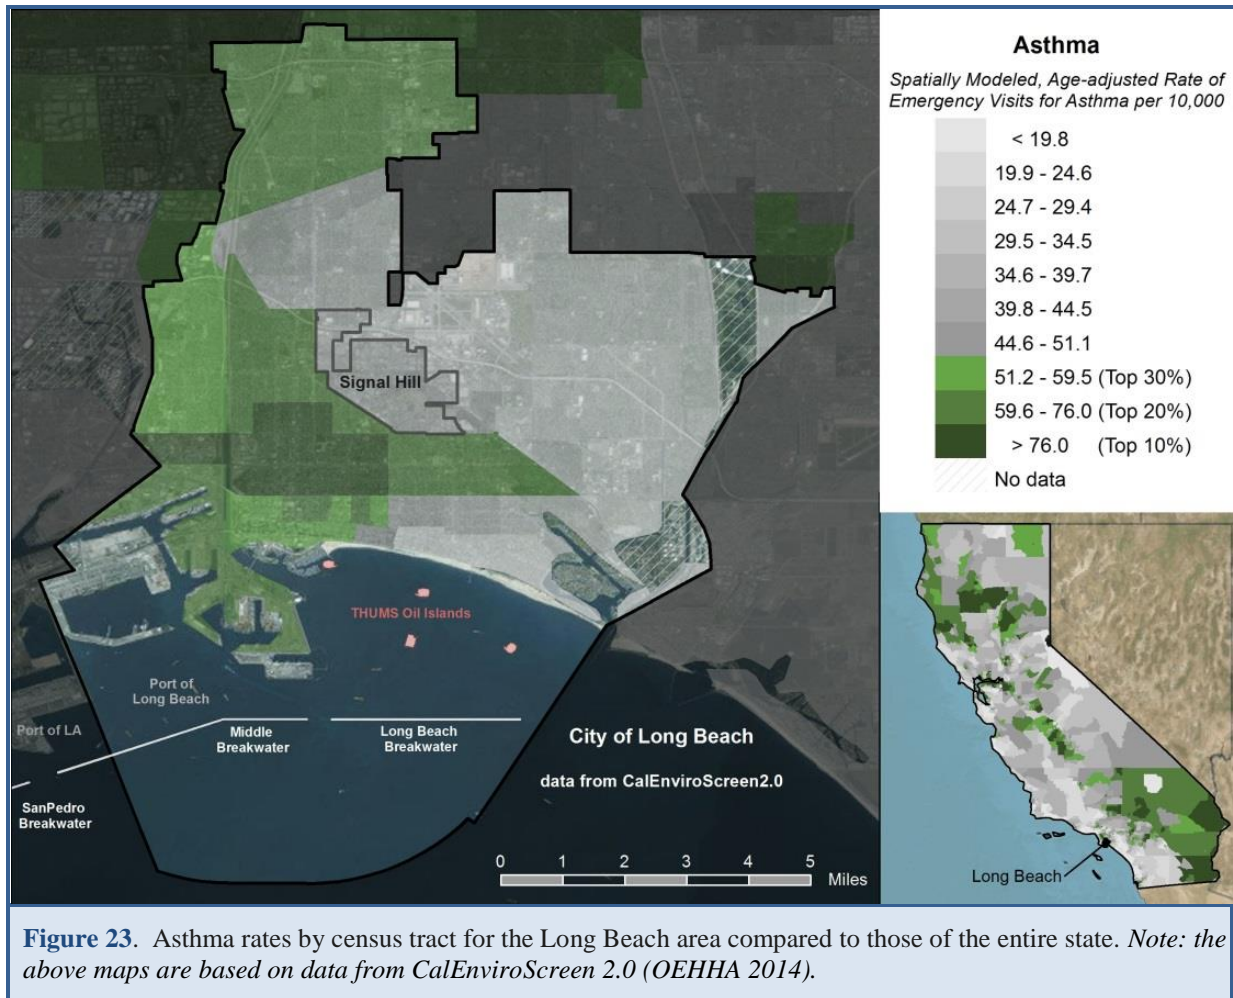 Asthma
Spatially Modeled, Age-adjusted Rate of
Emergency Visits for Asthma per 10,000
< 19.8
19.9 - 24.6
24.7 - 29.4
29.5 - 34.5
34.6 - 39.7
39.8 - 44.5
44.6 - 51.1
51.2 - 59.5 (Top 30%)
59.6 - 76.0 (Top 20%)
> 76.0 (Top 10%)
No data
Signal Hill
THUMS Oil Islands
Port of
Long Beach
Port of LA
Middle
Breakwater
Long Beach
Breakwater
SanPedro
Breakwater
City of Long Beach
data from CalEnviroScreen2.0
0 1 2 3 4 5
Miles
Long Beach
Figure 23. Asthma rates by census tract for the Long Beach area compared to those of the entire state. Note: the
above maps are based on data from CalEnviroScreen 2.0 (OEHHA 2014).